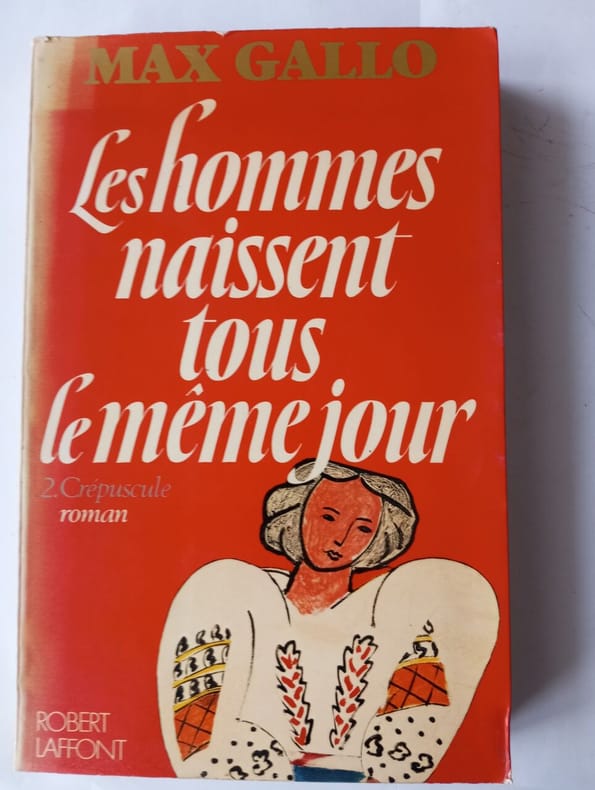 MAX GALLO
Les hommes
naissent
tous
le même jour
2. Crépuscule
roman
ROBERT
LAFFONT